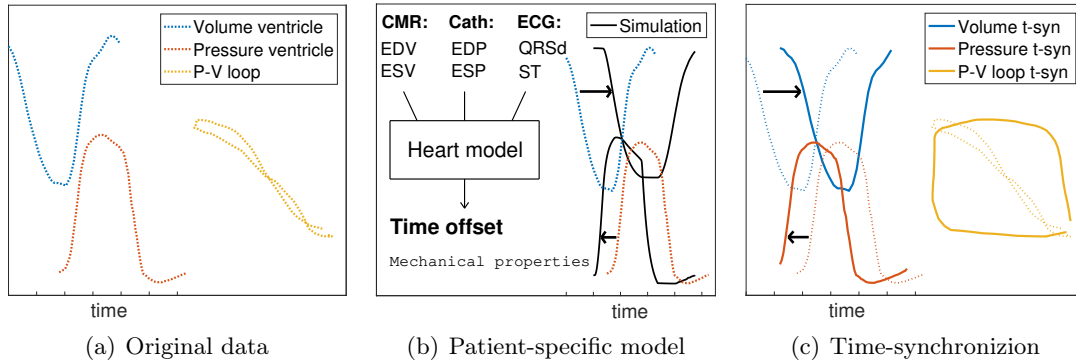 Volume ventricle
Pressure ventricle
P-V loop
time
(a) Original data
CMR: Cath: ECG:
EDV EDP QRSd
ESV ESP ST
Simulation
Heart model
Time offset
Mechanical properties
time
(b) Patient-specific model
Volume t-syn
Pressure t-syn
P-V loop t-syn
time
(c) Time-synchronizion